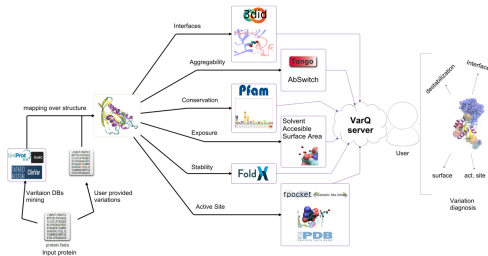 Interfaces
3did
Aggregability
Tango
AbSwitch
mapping over structure
Conservation
Pfam
Exposure
Solvent
Accesible
Surface Area
VarQ
server
User
Stability
FoldX
Active Site
fpocket
PDB
UniProt
ClinVar
Varitaion DBs
mining
User provided
variations
protein.fasta
Input protein
destabilization
Interface
surface
act. site
Variation
diagnosis